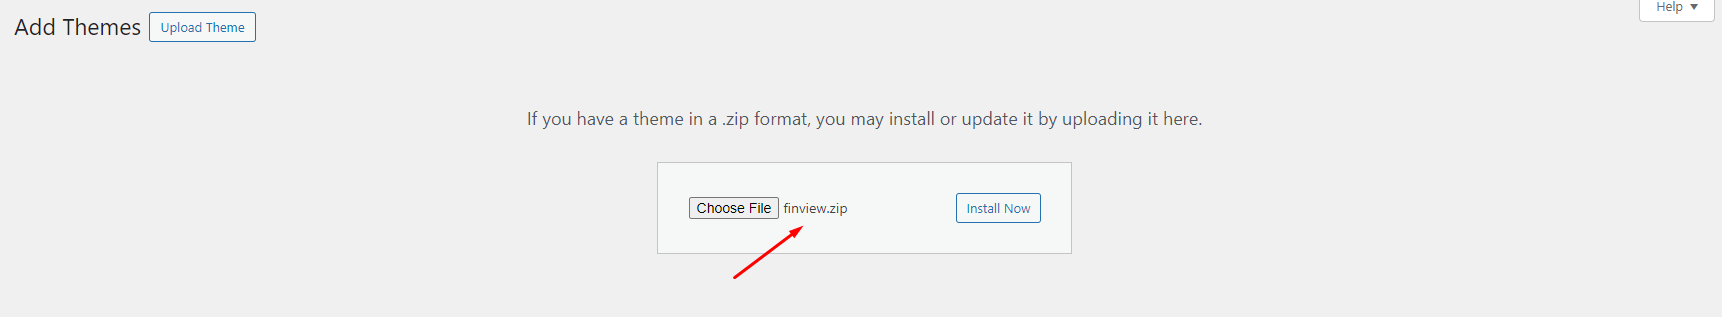 Add Themes Upload Theme
Help
If you have a theme in a .zip format, you may install or update it by uploading it here.
Choose File finview.zip Install Now